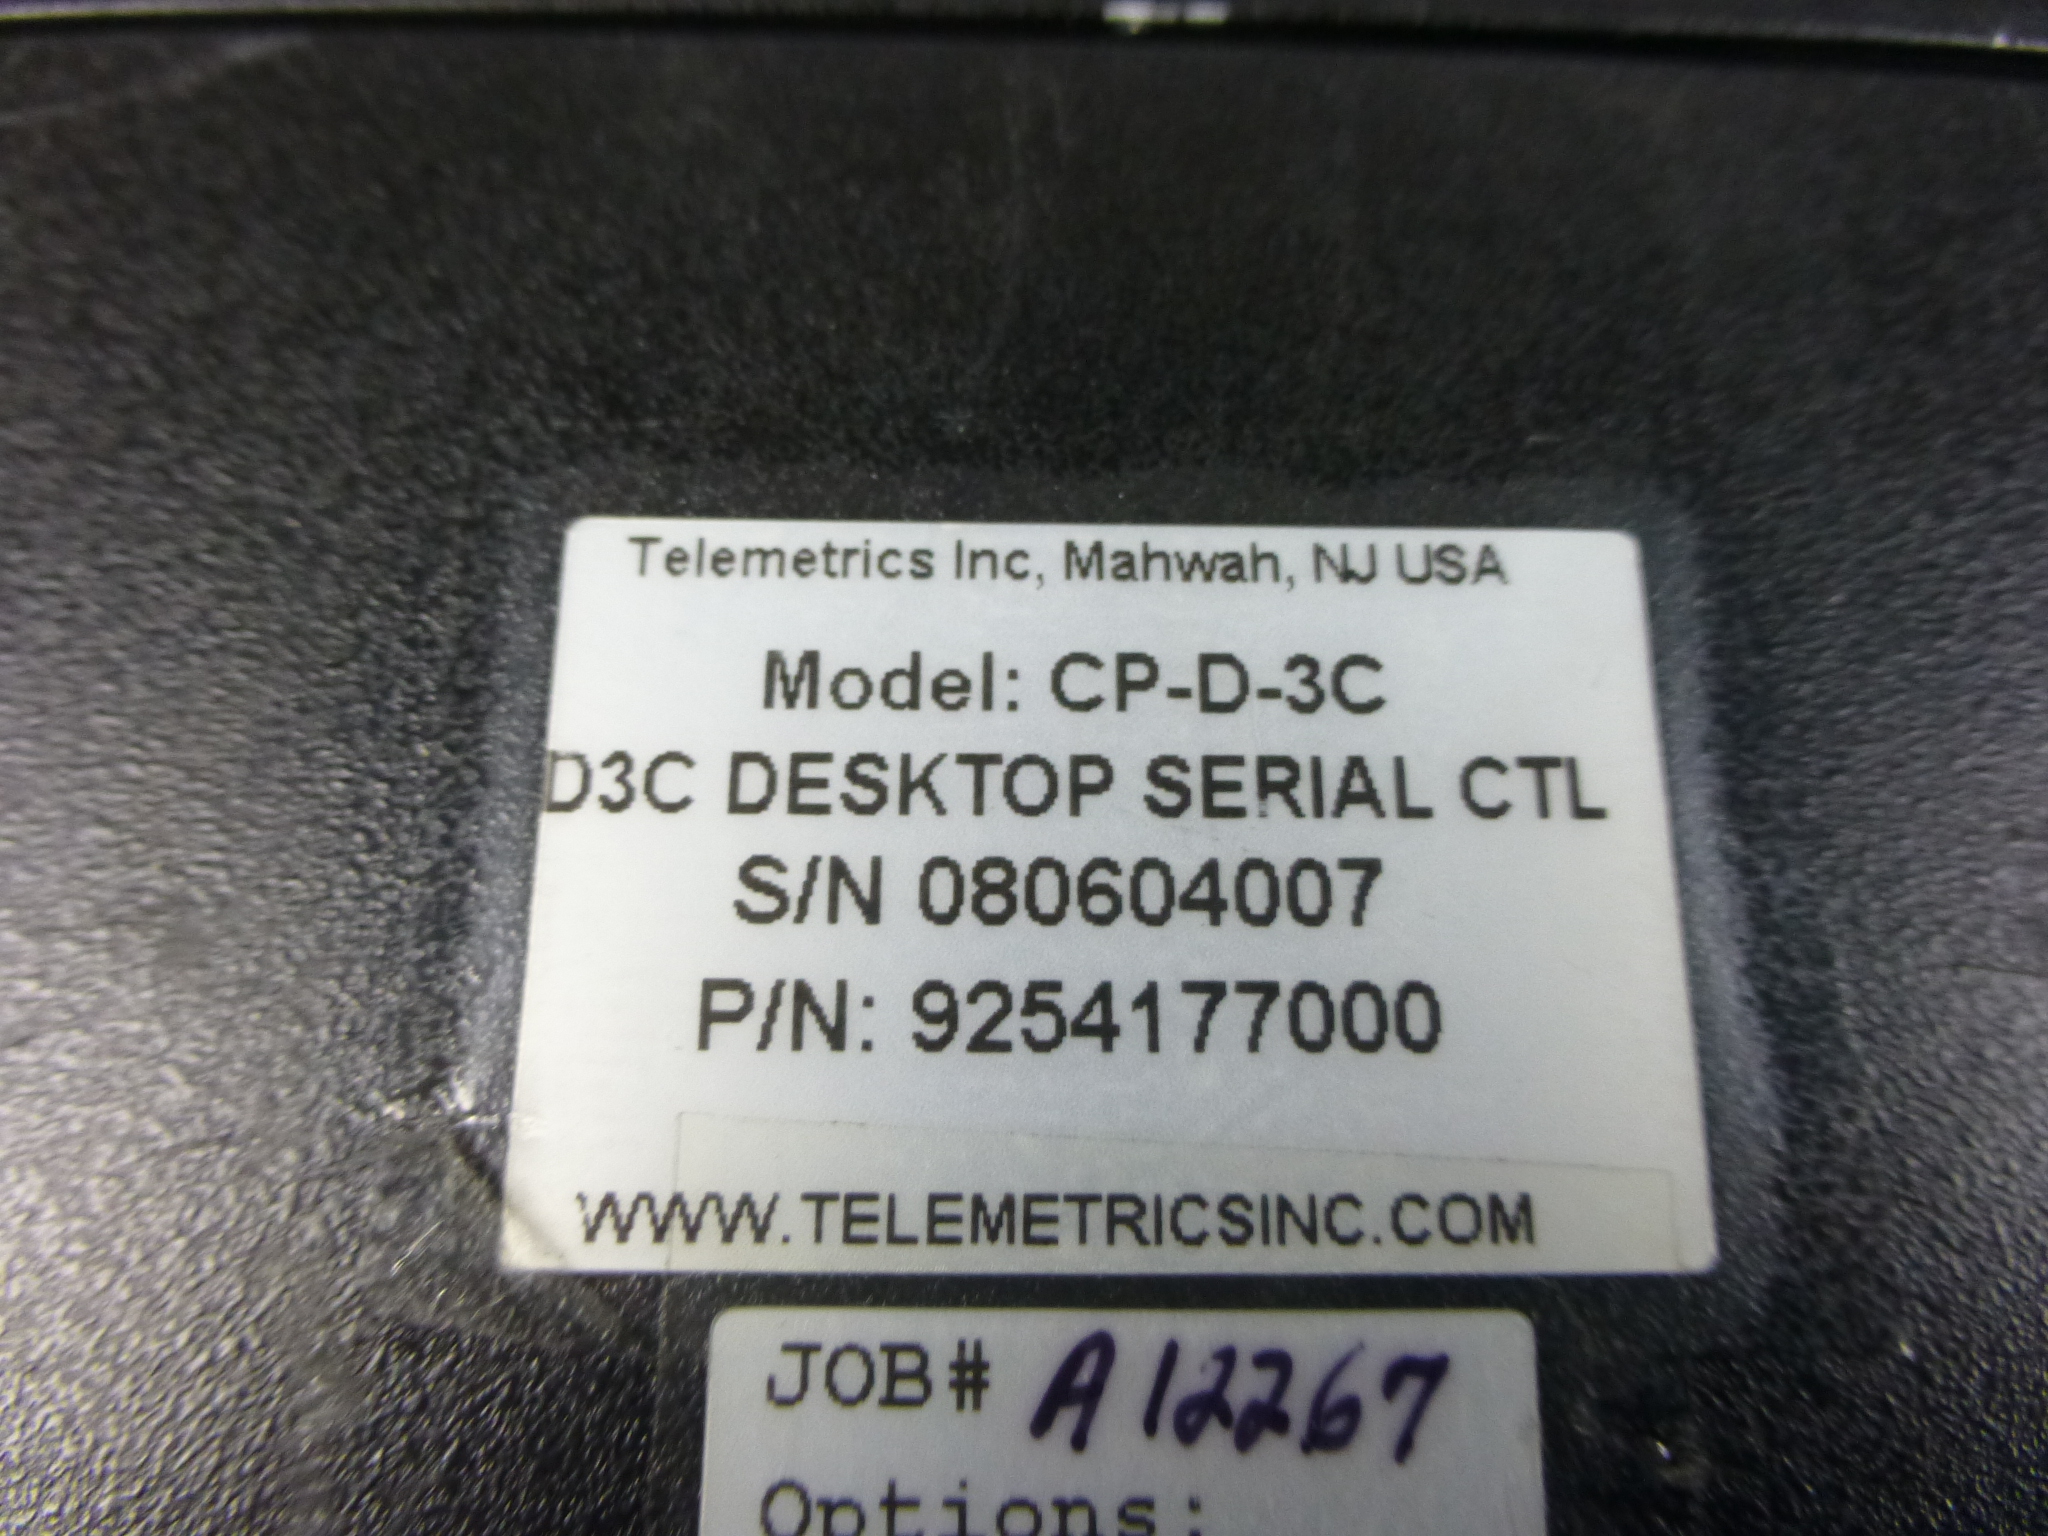 Telemetrics Inc, Mahwah, NJ USA
Model: CP-D-3C
D3C DESKTOP SERIAL CTL
S/N 080604007
P/N: 9254177000
WWW.TELEMETRICSINC.COM
JOB# A12267
Options: